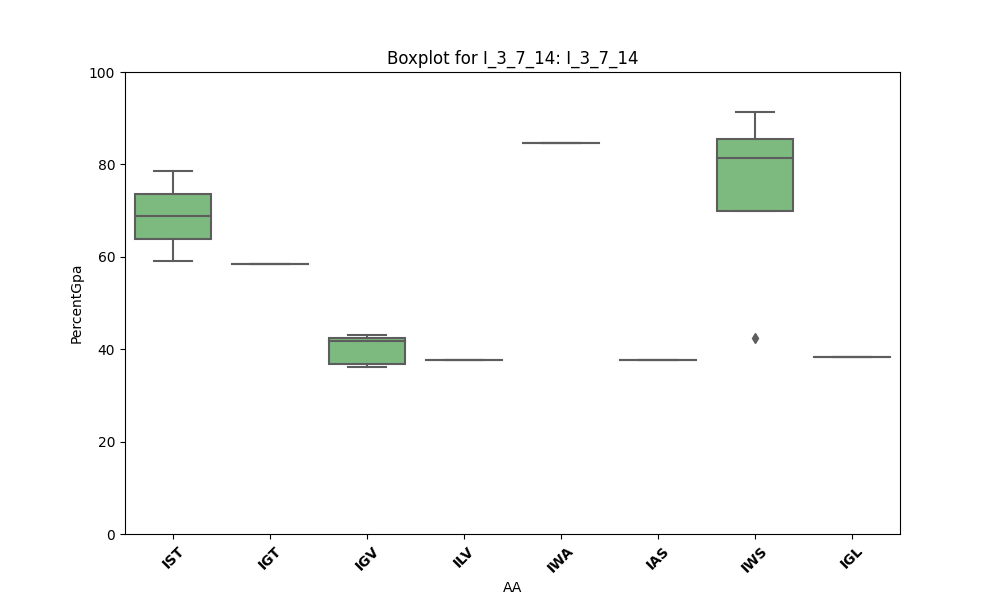 Boxplot for I_3_7_14: I_3_7_14
100
80
60
40
20
0
PercentGpa
IST
IGT
IGV
ILV
IWA
IAS
IWS
IGL
AA